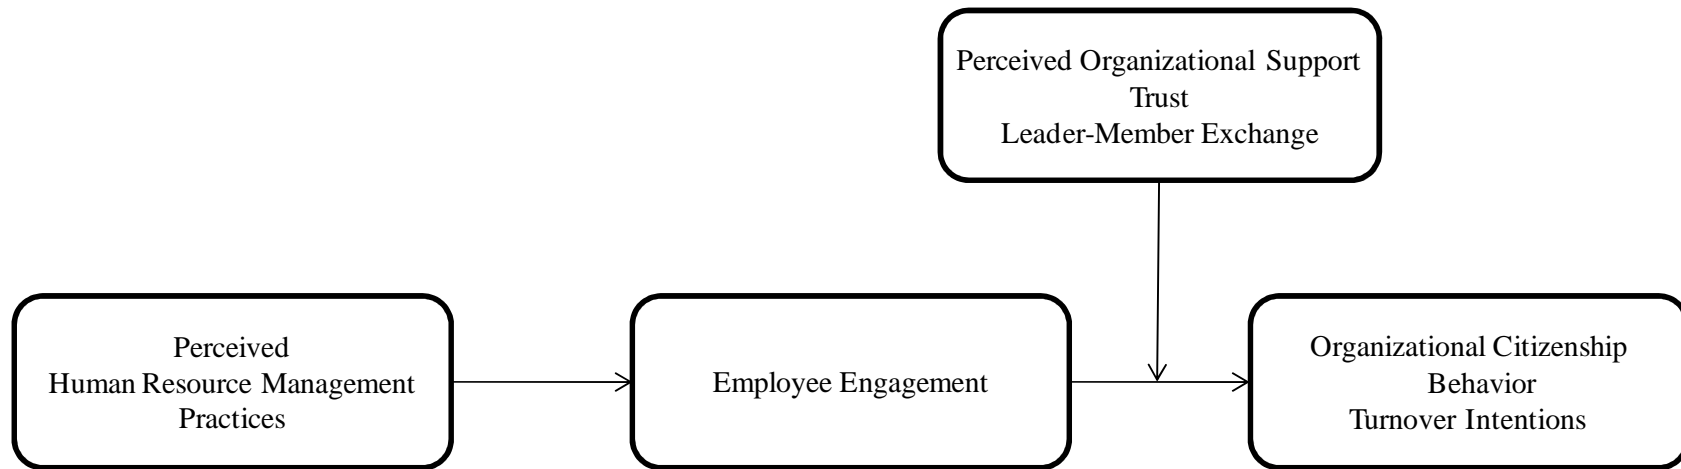 Perceived Organizational Support
Trust
Leader-Member Exchange
Perceived
Human Resource Management
Practices
Employee Engagement
Organizational Citizenship
Behavior
Turnover Intentions